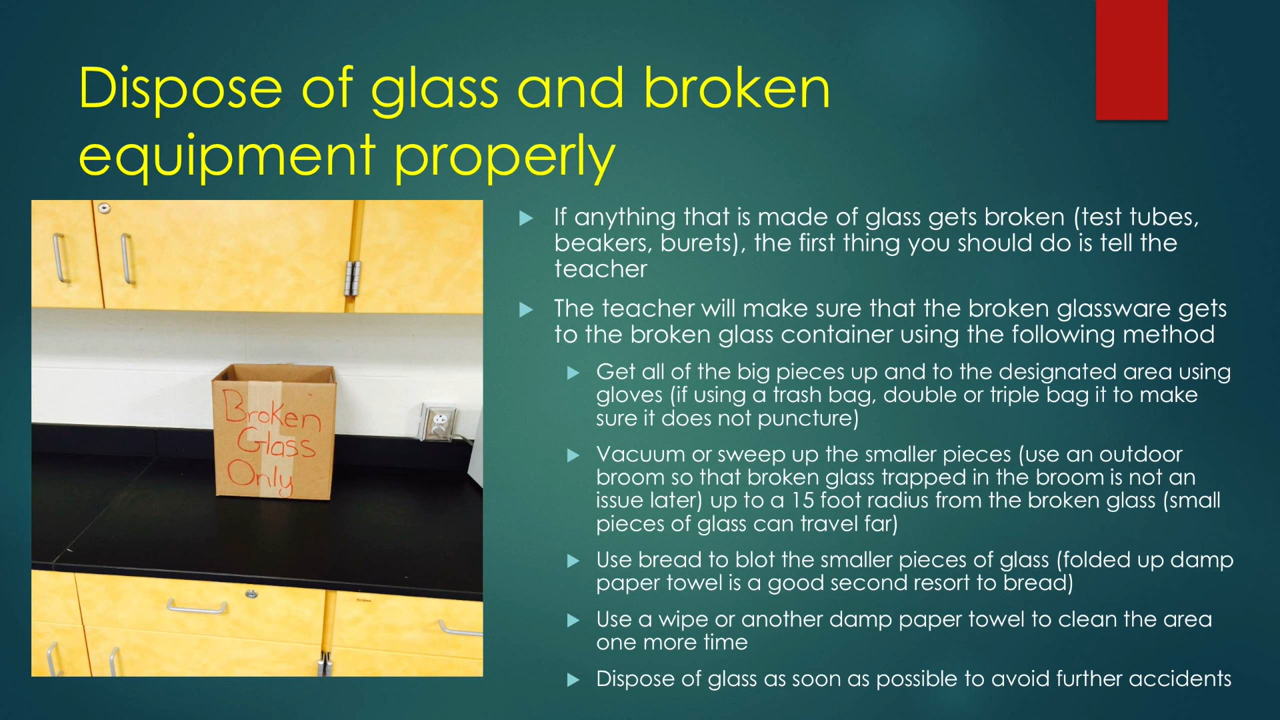 Dispose of glass and broken
equipment properly
Broken
Glass
Only
If anything that is made of glass gets broken (test tubes,
beakers, burets), the first thing you should do is tell the
teacher
The teacher will make sure that the broken glassware gets
to the broken glass container using the following method
Get all of the big pieces up and to the designated area using
gloves (if using a trash bag, double or triple bag it to make
sure it does not puncture)
Vacuum or sweep up the smaller pieces (use an outdoor
broom so that broken glass trapped in the broom is not an
issue later) up to a 15 foot radius from the broken glass (small
pieces of glass can travel far)
Use bread to blot the smaller pieces of glass (folded up damp
paper towel is a good second resort to bread)
Use a wipe or another damp paper towel to clean the area
one more time
Dispose of glass as soon as possible to avoid further accidents